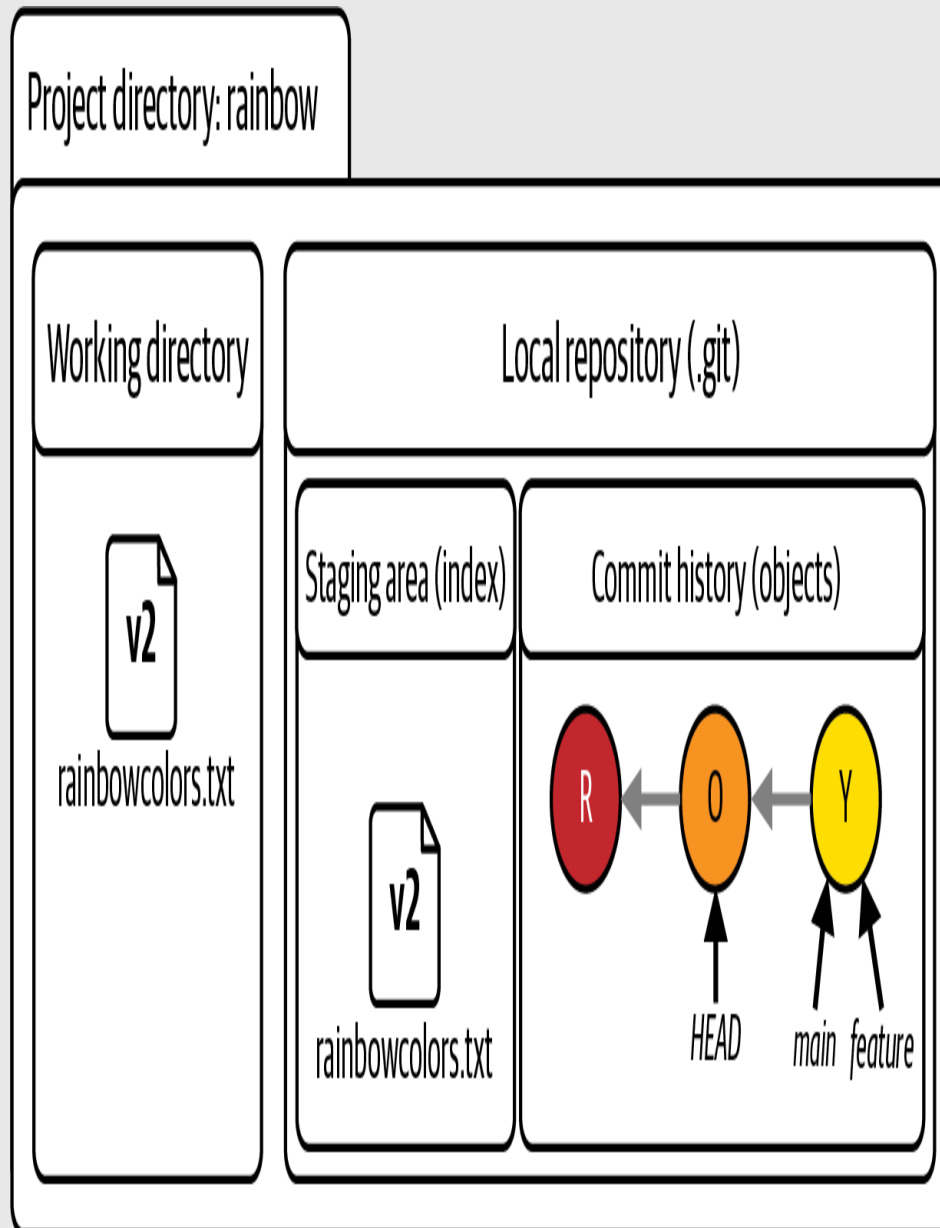 Project directory: rainbow
Working directory
Local repository (.git)
Staging area (index)
Commit history (objects)
v2
rainbowcolors.txt
v2
rainbowcolors.txt
R
O
Y
HEAD
main
feature